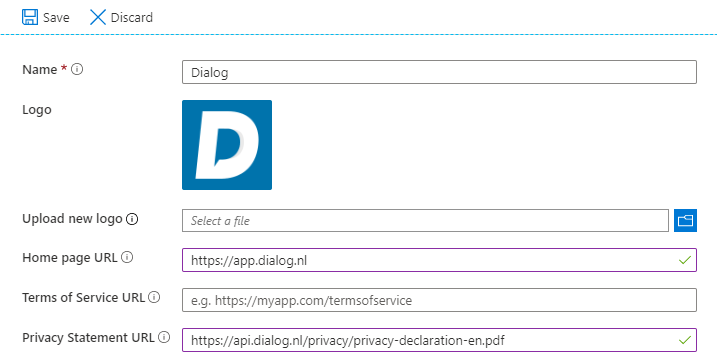 Save Discard
Name * Dialog
Logo
D
Upload new logo Select a file
Home page URL https://app.dialog.nl
Terms of Service URL e.g. https://myapp.com/termsofservice
Privacy Statement URL https://api.dialog.nl/privacy/privacy-declaration-en.pdf